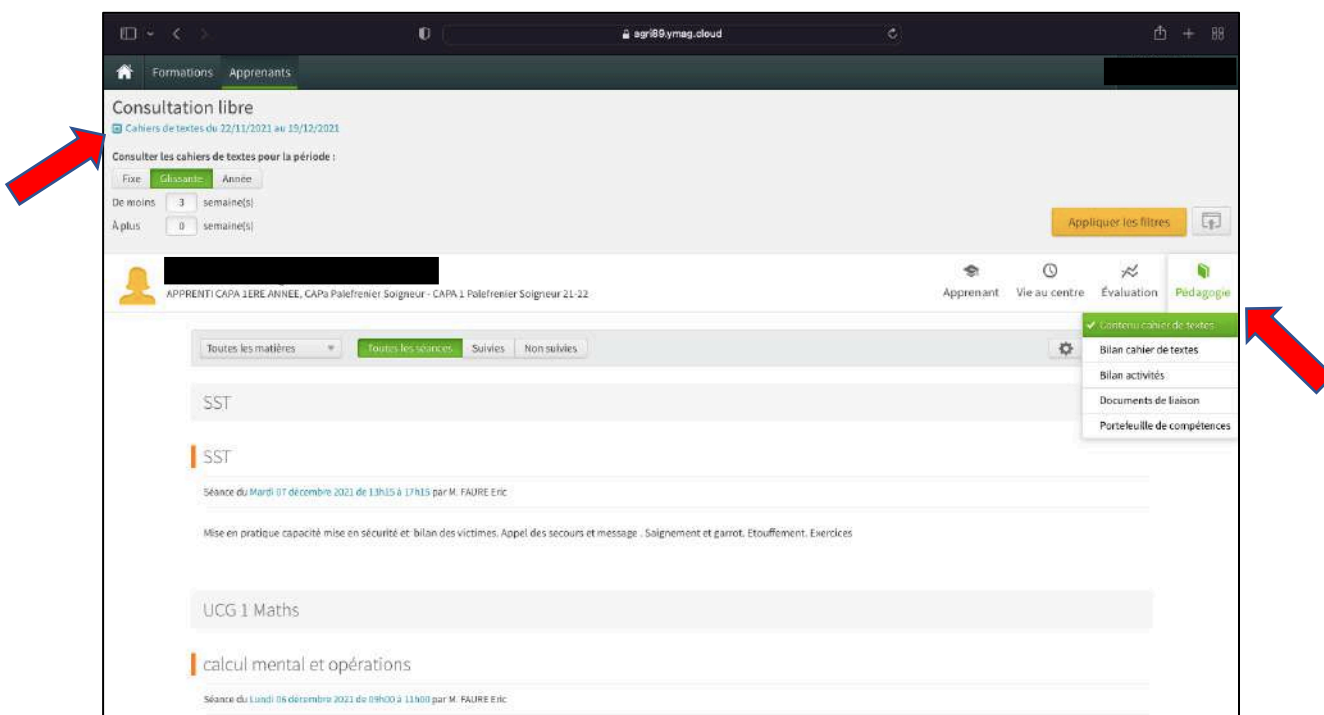 agri89.ymag.cloud
Formations Apprenants
Consultation libre
Cahiers de textes du 22/11/2021 au 19/12/2021
Consulter les cahiers de textes pour la période :
Fixe Glissante Année
De moins 3 semaine(s)
À plus 0 semaine(s)
Appliquer les filtres
APPRENTI CAPA 1ERE ANNEE, CAPa Palefrenier Soigneur - CAPA 1 Palefrenier Soigneur 21-22
Apprenant Vie au centre Évaluation Pédagogie
Contenu cahier de textes
Toutes les matières Toutes les séances Suivies Non suivies
Bilan cahier de textes
Bilan activités
Documents de liaison
Portefeuille de compétences
SST
SST
Séance du Mardi 07 décembre 2021 de 13h15 à 17h15 par M. FAURE Eric
Mise en pratique capacité mise en sécurité et bilan des victimes. Appel des secours et message . Saignement et garrot. Etouffement. Exercices
UCG 1 Maths
calcul mental et opérations
Séance du Lundi 06 décembre 2021 de 09h00 à 11h00 par M. FAURE Eric